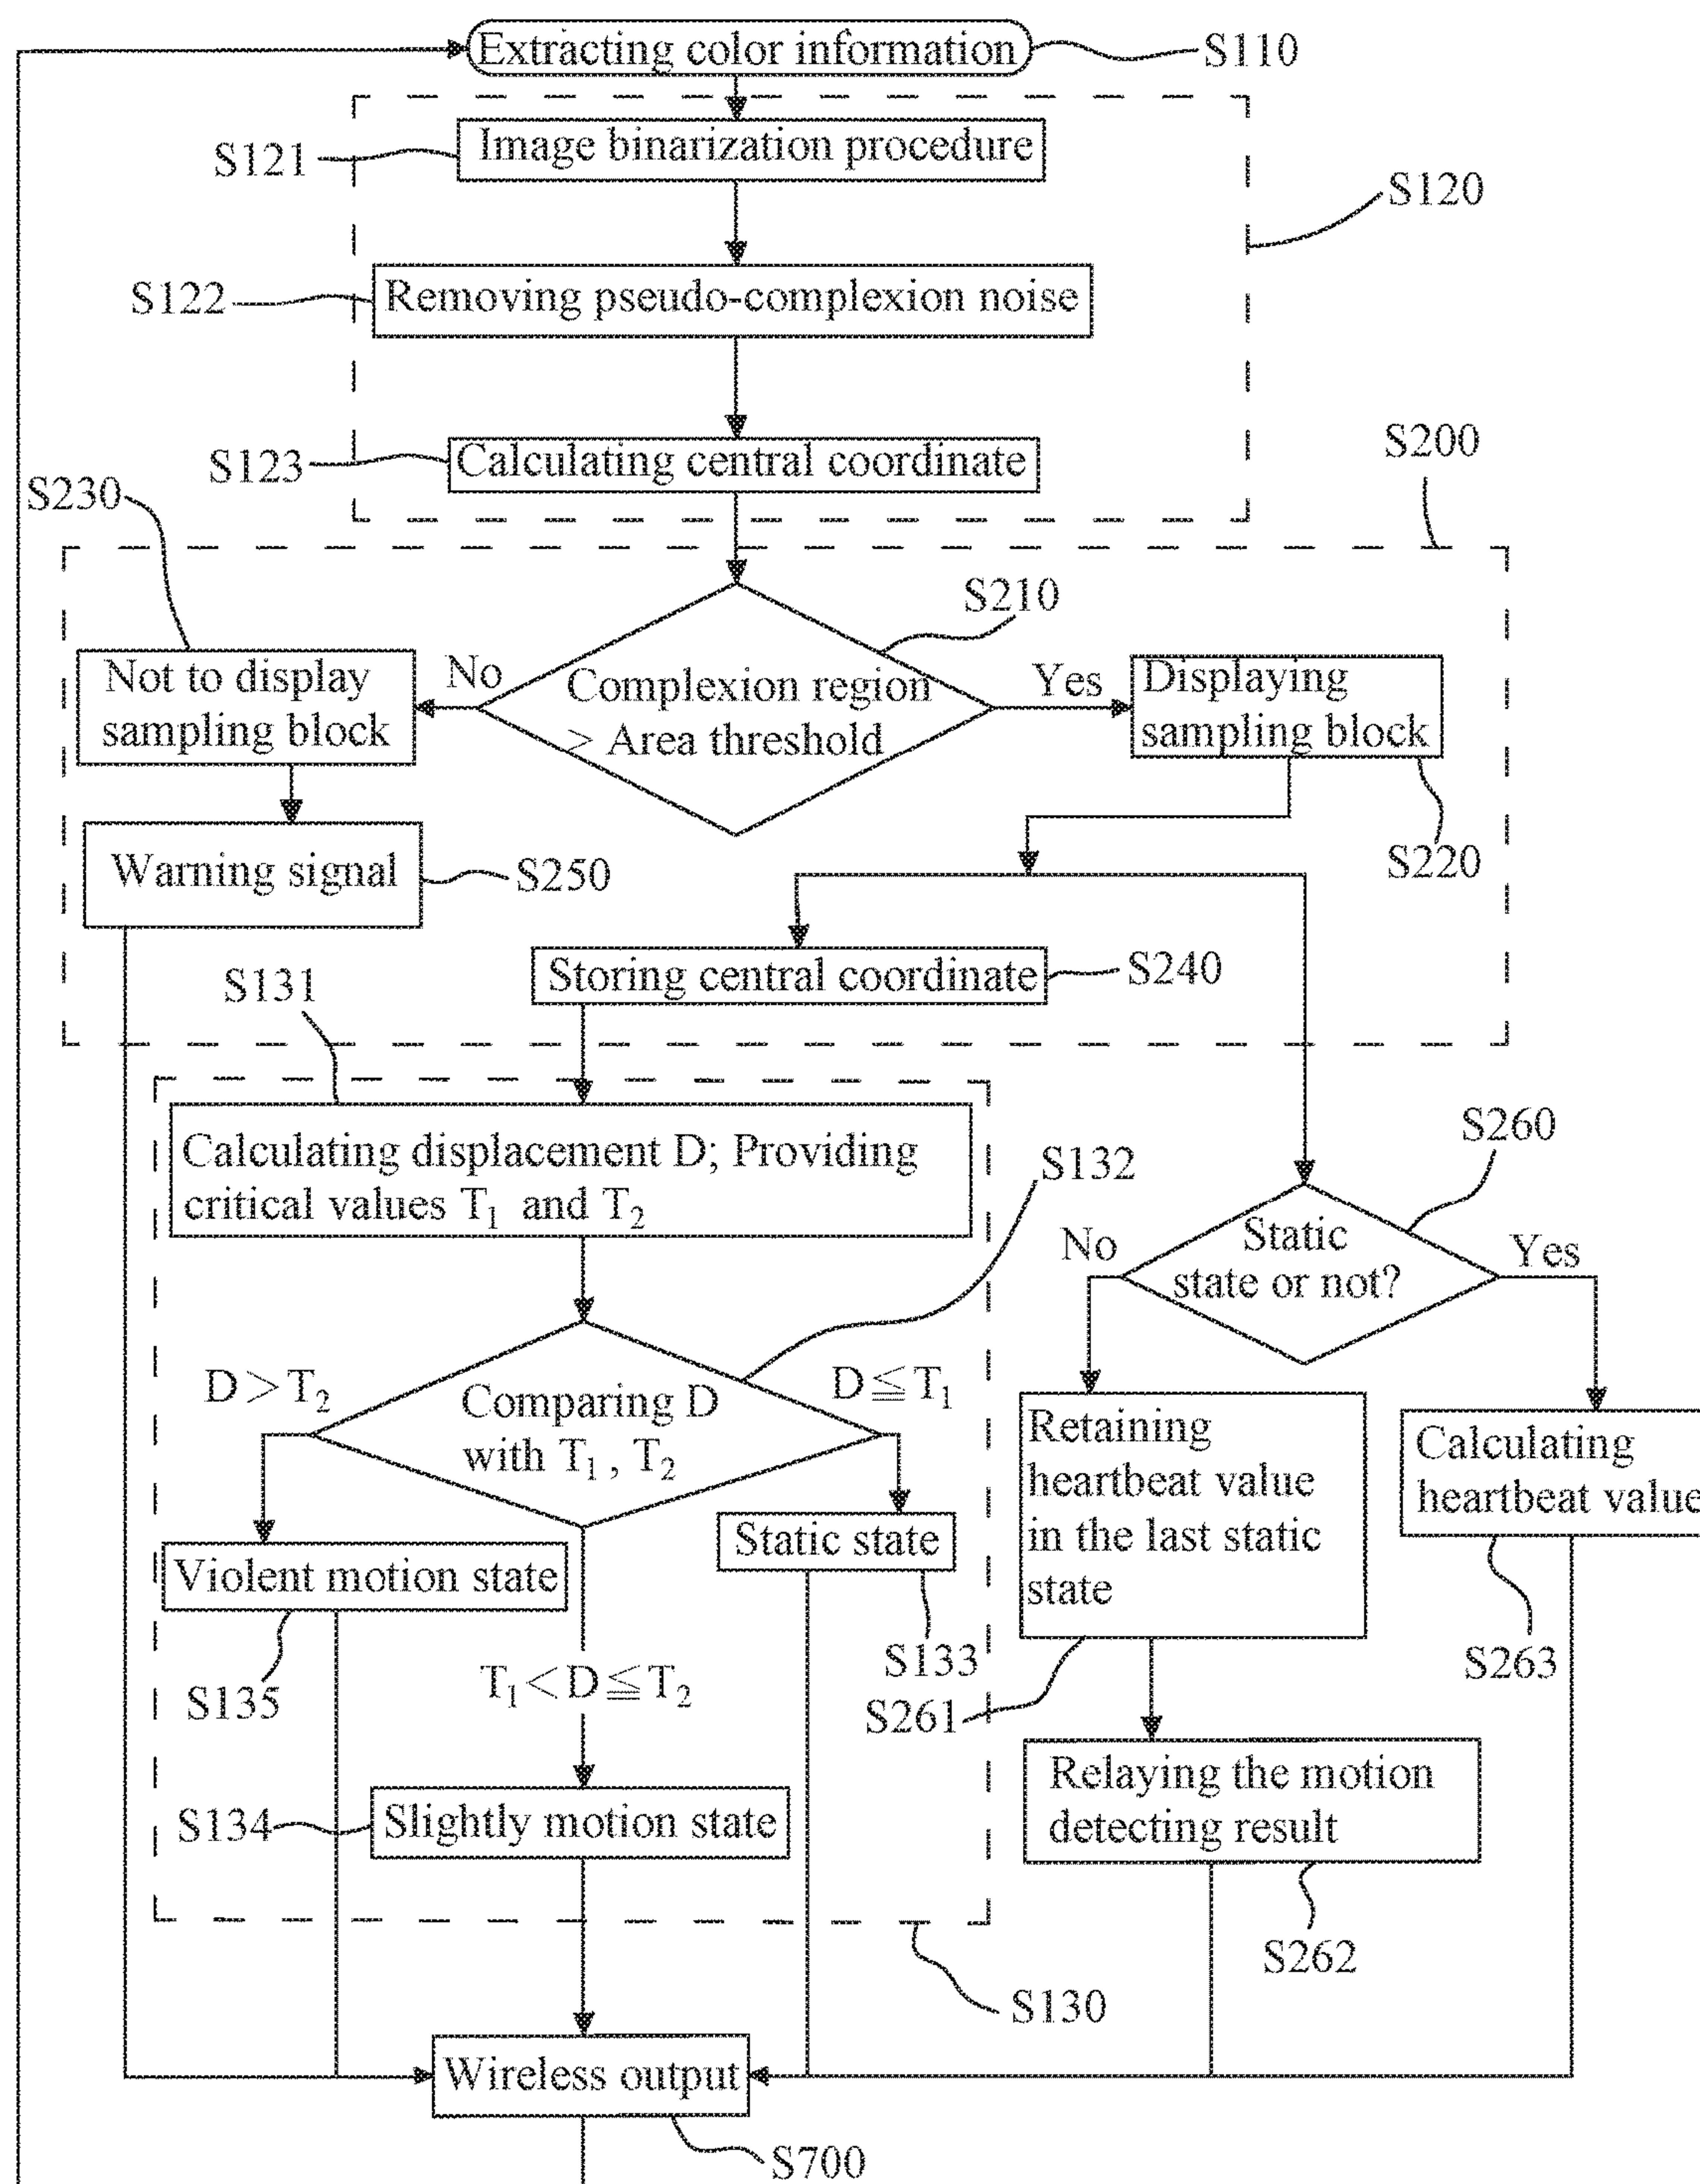 Extracting color information
S110
Image binarization procedure
S121
S120
Removing pseudo-complexion noise
S122
Calculating central coordinate
S123
S200
S230
S210
Not to display
sampling block
No
Complexion region
> Area threshold
Yes
Displaying
sampling block
S220
Warning signal
S250
Storing central coordinate
S240
S131
Calculating displacement D; Providing
critical values T₁ and T₂
S132
S260
No
Static
state or not?
Yes
D>T₂
Comparing D
with T₁, T₂
D≦T₁
Retaining
heartbeat value
in the last static
state
Calculating
heartbeat value
Violent motion state
Static state
S135
T₁<D≦T₂
S133
S261
S263
Slightly motion state
S134
Relaying the motion
detecting result
S262
S130
Wireless output
S700